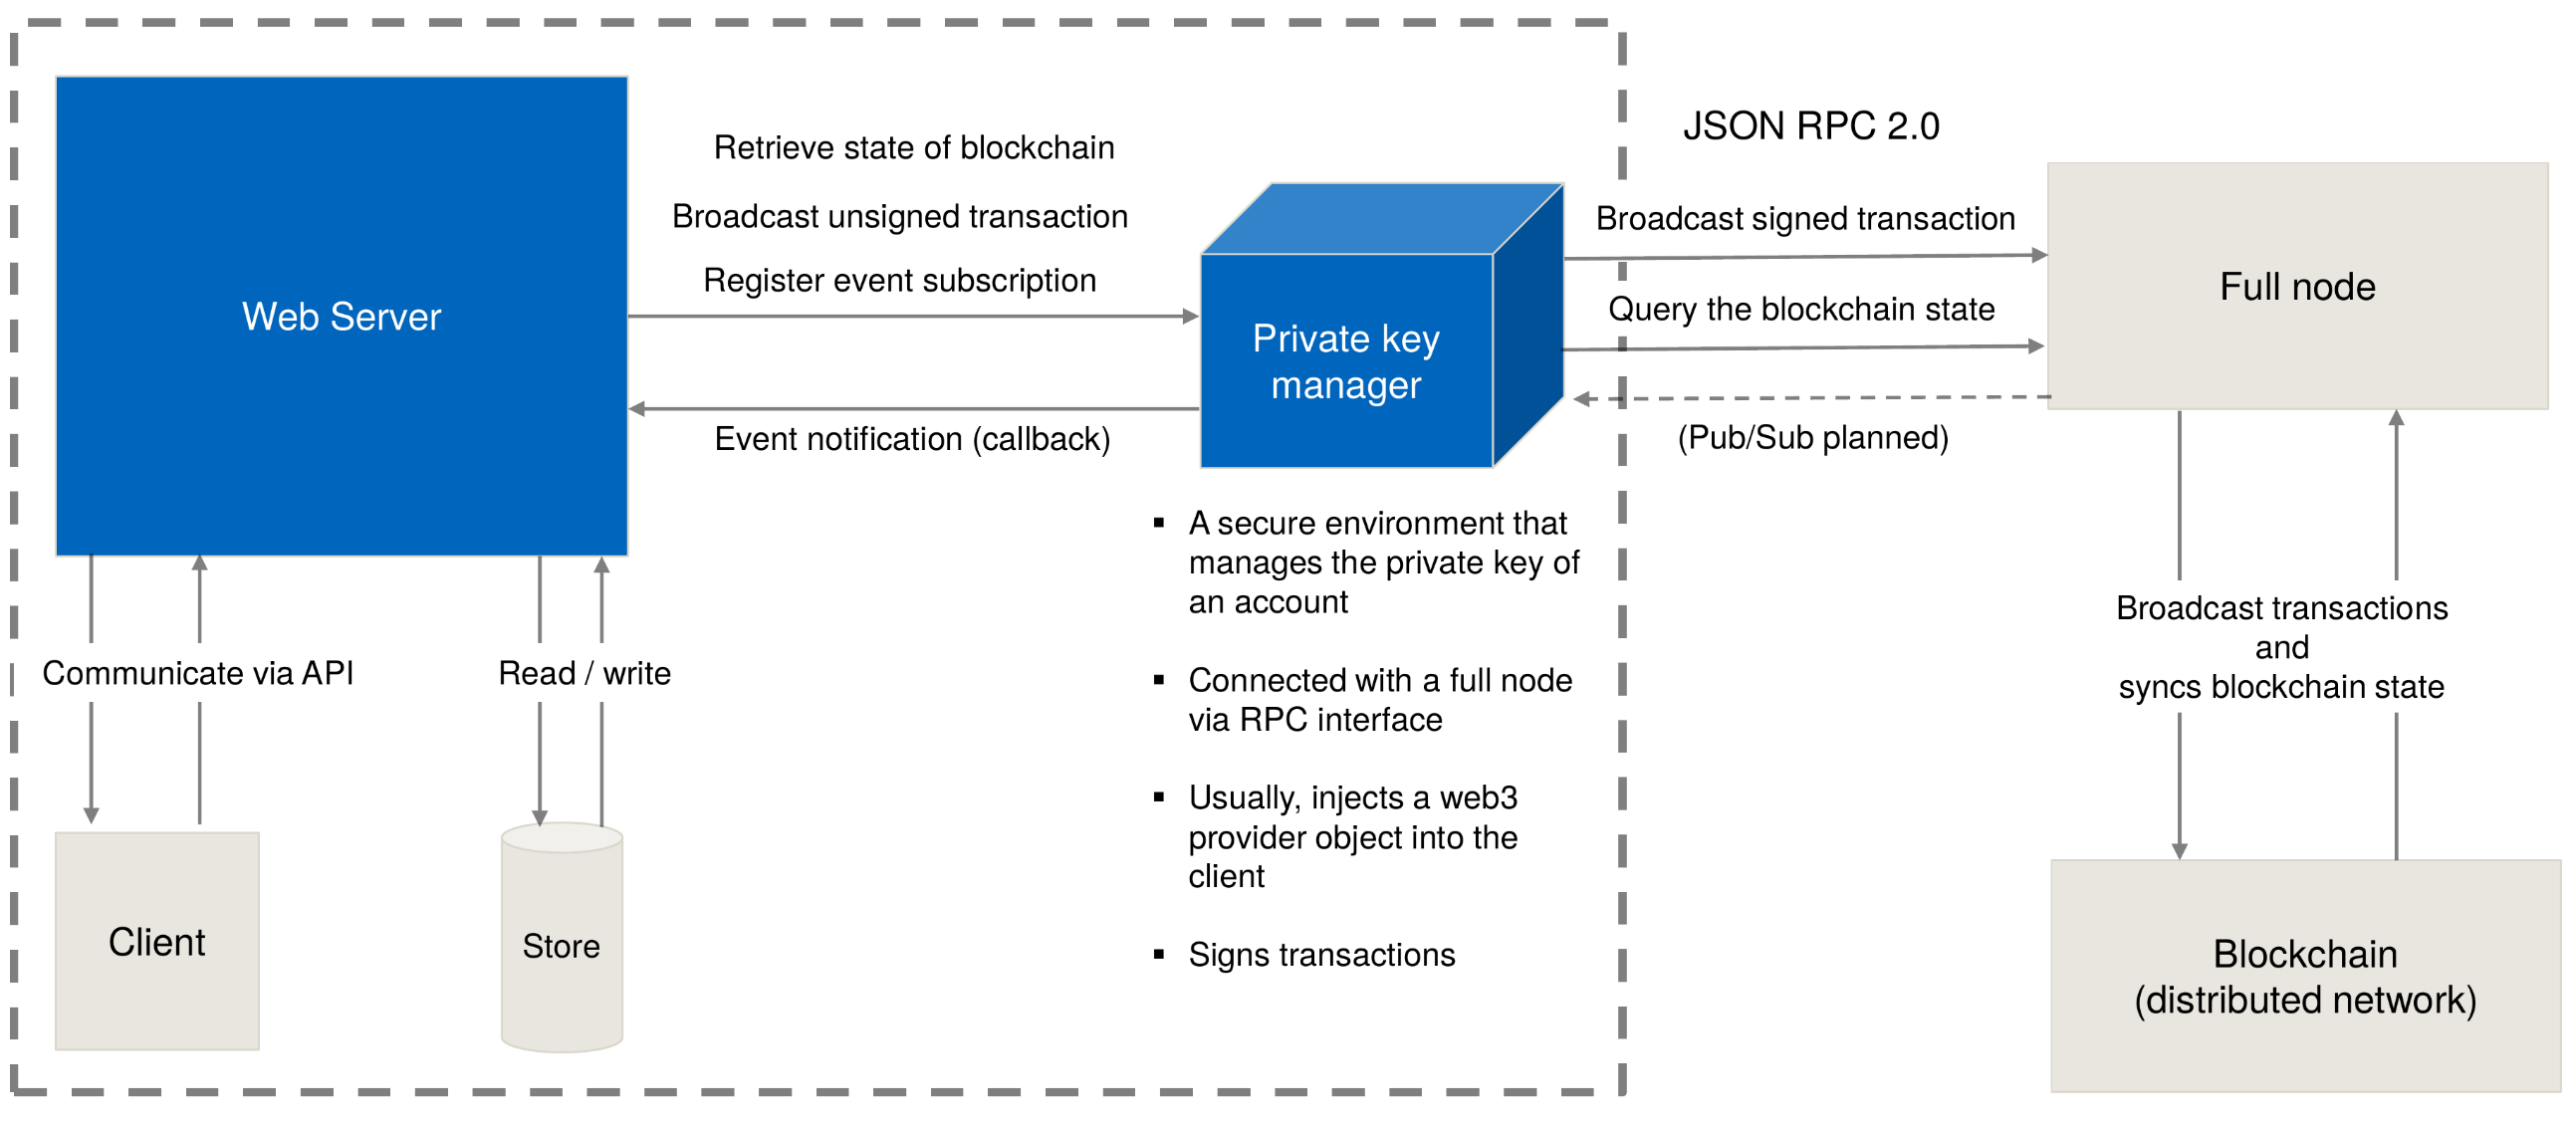 JSON RPC 2.0
Retrieve state of blockchain
Broadcast unsigned transaction
Register event subscription
Web Server
Event notification (callback)
Private key
manager
Broadcast signed transaction
Query the blockchain state
(Pub/Sub planned)
Full node
▪ A secure environment that
manages the private key of
an account
▪ Connected with a full node
via RPC interface
▪ Usually, injects a web3
provider object into the
client
▪ Signs transactions
Communicate via API
Read / write
Broadcast transactions
and
syncs blockchain state
Client
Store
Blockchain
(distributed network)